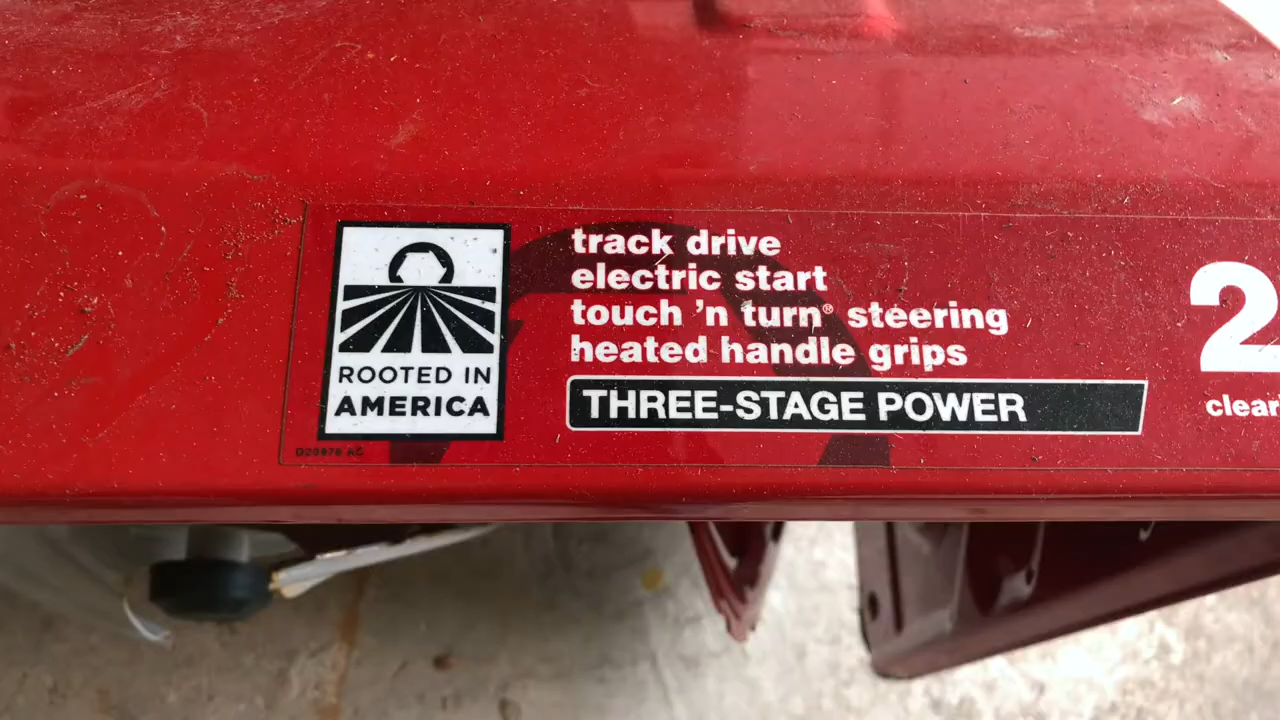 ROOTED IN
AMERICA
track drive
electric start
touch 'n turn® steering
heated handle grips
THREE-STAGE POWER
2
clear